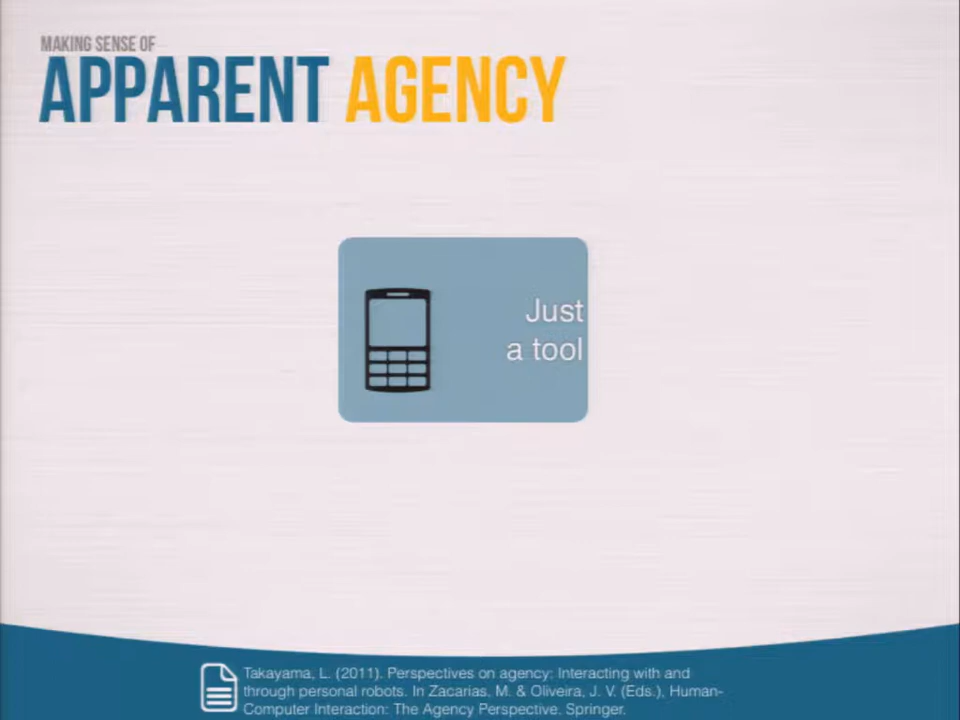 MAKING SENSE OF
APPARENT AGENCY
Just
a tool
Takayama, L. (2011). Perspectives on agency: Interacting with and
through personal robots. In Zacarias, M. & Oliveira, J. V. (Eds.), Human-
Computer Interaction: The Agency Perspective. Springer.